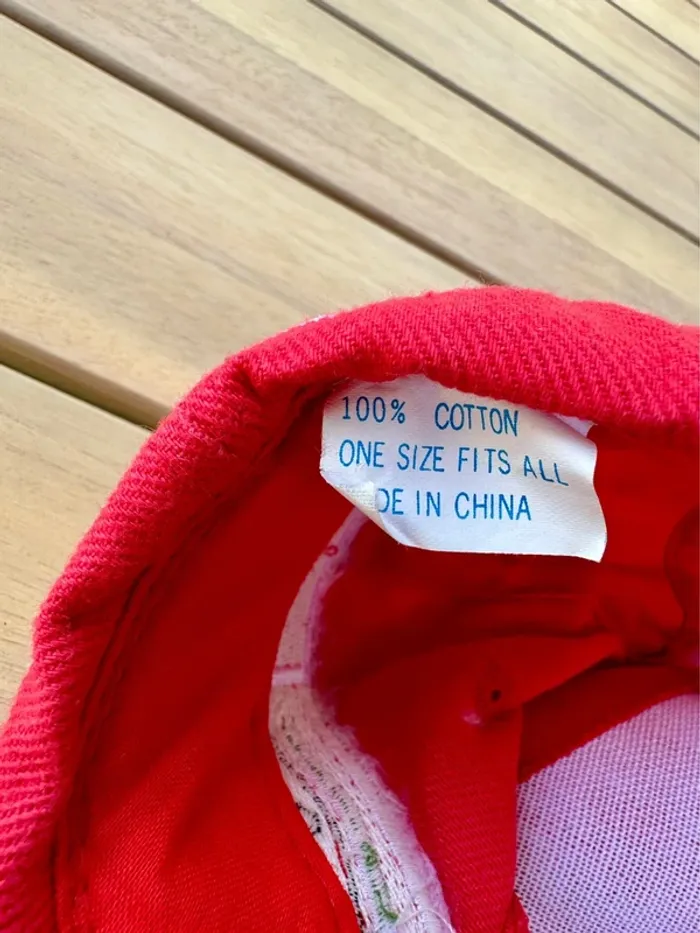 100% COTTON
ONE SIZE FITS ALL
DE IN CHINA